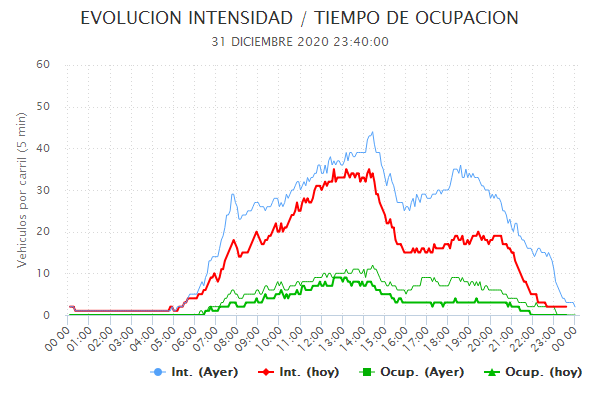 EVOLUCION INTENSIDAD / TIEMPO DE OCUPACION
31 DICIEMBRE 2020 23:40:00
Vehiculos por carril (5 min)
60
50
40
30
20
10
0
00:00 01:00 02:00 03:00 04:00 05:00 06:00 07:00 08:00 09:00 10:00 11:00 12:00 13:00 14:00 15:00 16:00 17:00 18:00 19:00 20:00 21:00 22:00 23:00 00:00
Int. (Ayer) Int. (hoy) Ocup. (Ayer) Ocup. (hoy)